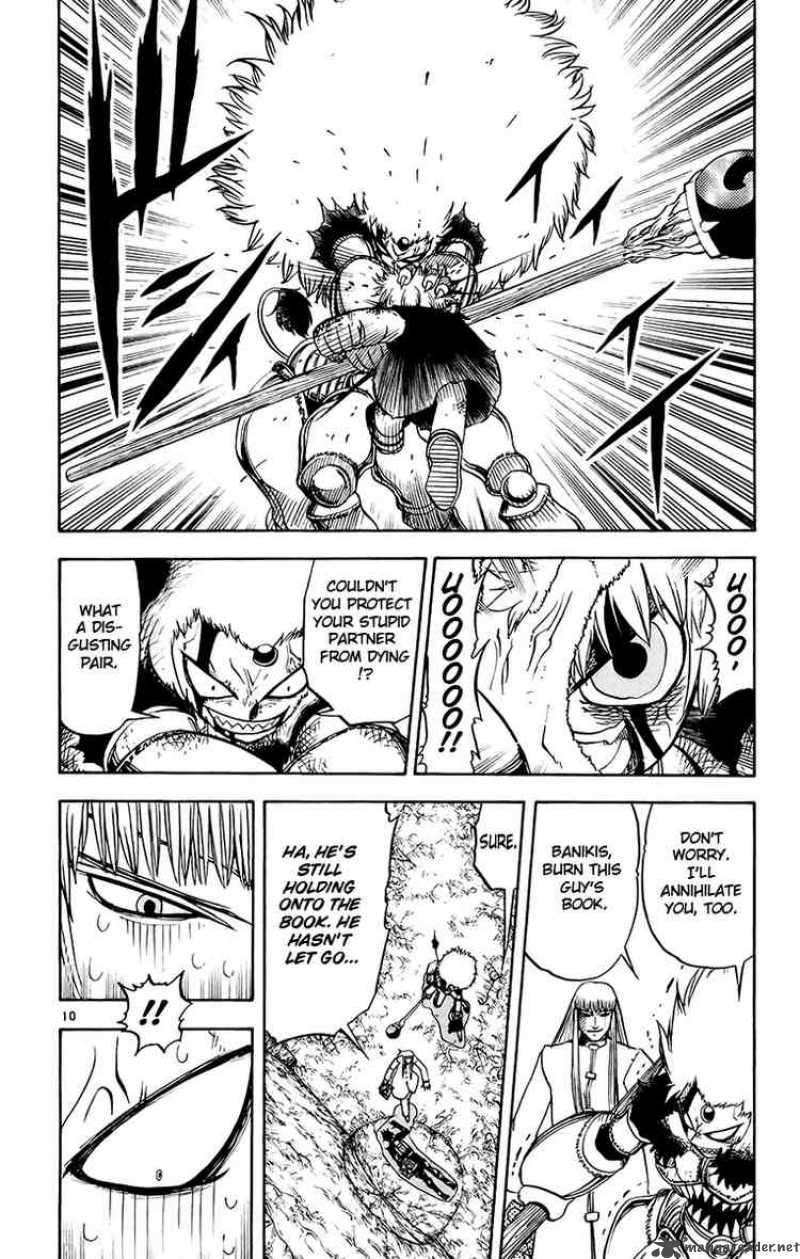 UOOO,
UOOOOOOO!!
COULDN'T
YOU PROTECT
YOUR STUPID
PARTNER
FROM DYING
!?
WHAT
A DIS-
GUSTING
PAIR.
DON'T
WORRY.
I'LL
ANNIHILATE
YOU, TOO.
BANIKIS,
BURN THIS
GUY'S
BOOK.
SURE.
HA, HE'S
STILL
HOLDING
ONTO
THE BOOK. HE
HASN'T
LET GO...
!!
10
mangareader.net